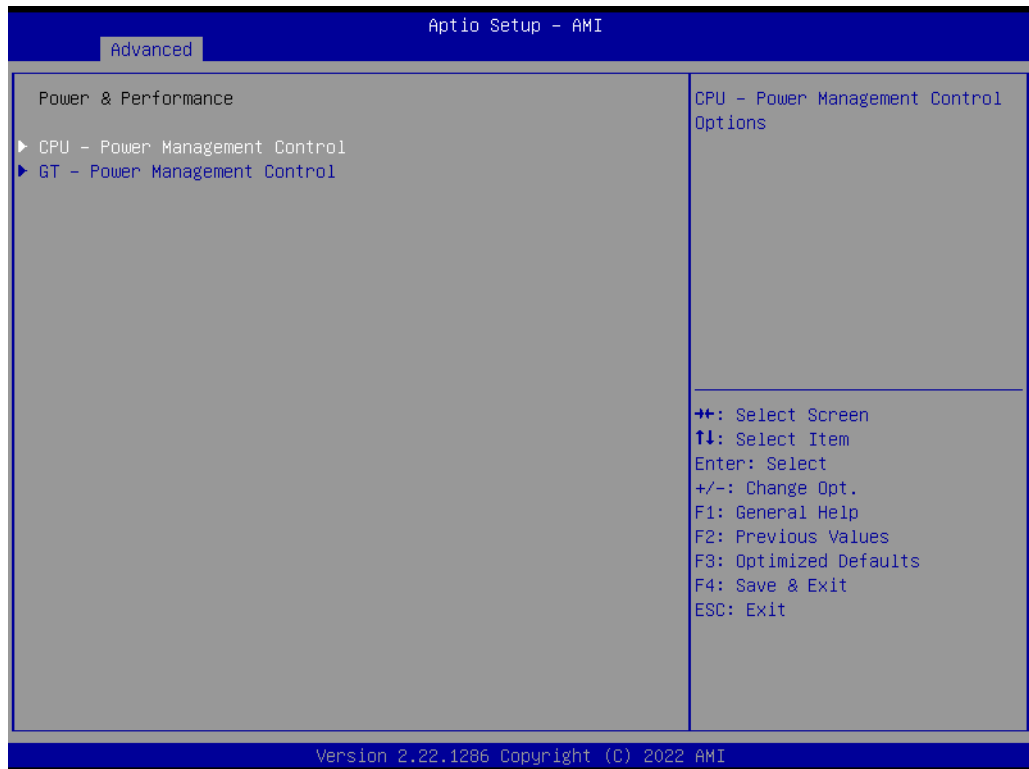 Aptio Setup – AMI
Advanced
Power & Performance
▶ CPU – Power Management Control
▶ GT – Power Management Control
CPU – Power Management Control
Options
→←: Select Screen
↑↓: Select Item
Enter: Select
+/-: Change Opt.
F1: General Help
F2: Previous Values
F3: Optimized Defaults
F4: Save & Exit
ESC: Exit
Version 2.22.1286 Copyright (C) 2022 AMI